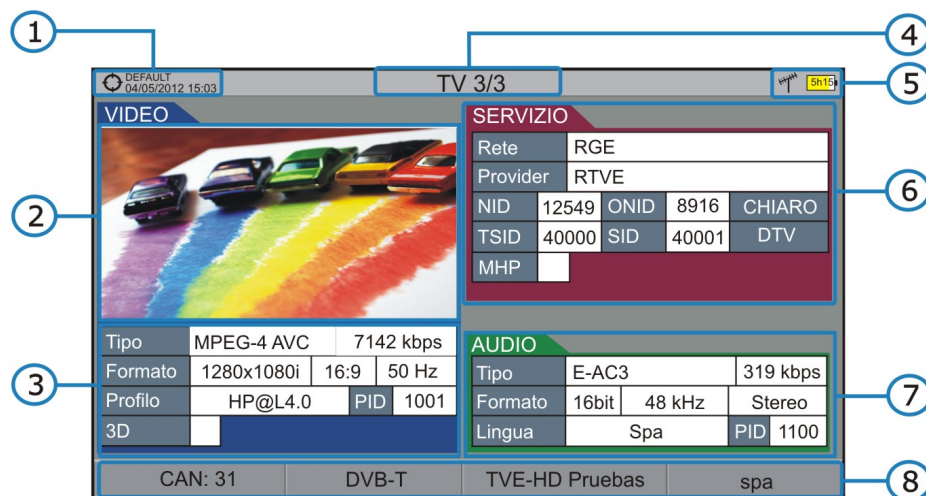 1
4
DEFAULT
04/05/2012 15:03
TV 3/3
5h15
5
VIDEO
SERVIZIO
Rete RGE
Provider RTVE
6
2
NID 12549 ONID 8916 CHIARO
TSID 40000 SID 40001 DTV
MHP
Tipo MPEG-4 AVC 7142 kbps
Formato 1280x1080i 16:9 50 Hz
3
Profilo HP@L4.0 PID 1001
3D
AUDIO
Tipo E-AC3 319 kbps
Formato 16bit 48 kHz Stereo
7
Lingua Spa PID 1100
CAN: 31 DVB-T TVE-HD Pruebas spa
8